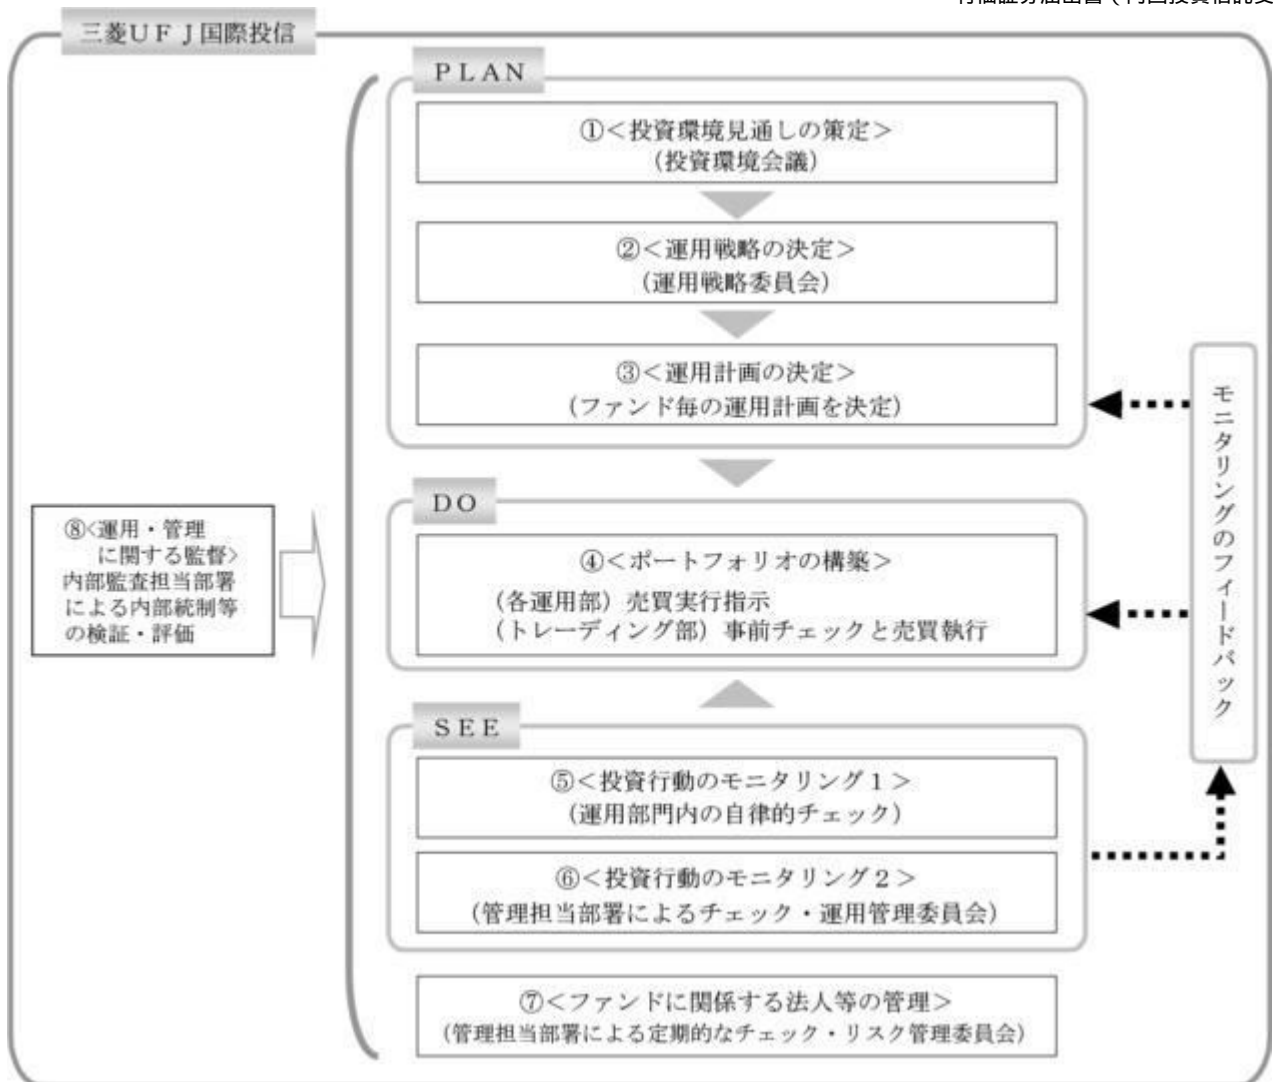 三菱ＵＦＪ国際投信
ＰＬＡＮ
①＜投資環境見通しの策定＞
（投資環境会議）
②＜運用戦略の決定＞
（運用戦略委員会）
③＜運用計画の決定＞
（ファンド毎の運用計画を決定）
ＤＯ
④＜ポートフォリオの構築＞
（各運用部）売買実行指示
（トレーディング部）事前チェックと売買執行
ＳＥＥ
⑤＜投資行動のモニタリング１＞
（運用部門内の自律的チェック）
⑥＜投資行動のモニタリング２＞
（管理担当部署によるチェック・運用管理委員会）
⑦＜ファンドに関係する法人等の管理＞
（管理担当部署による定期的なチェック・リスク管理委員会）
⑧<運用・管理
に関する監督>
内部監査担当部署
による内部統制等
の検証・評価
モニタリングのフィードバック